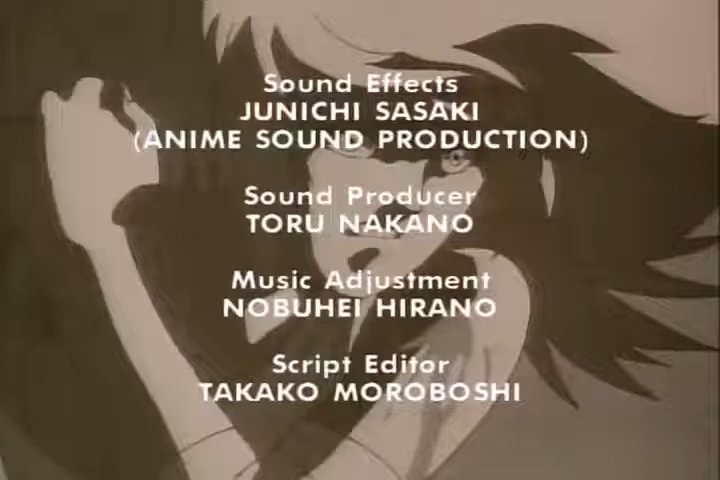 Sound Effects
JUNICHI SASAKI
(ANIME SOUND PRODUCTION)
Sound Producer
TORU NAKANO
Music Adjustment
NOBUHEI HIRANO
Script Editor
TAKAKO MOROBOSHI